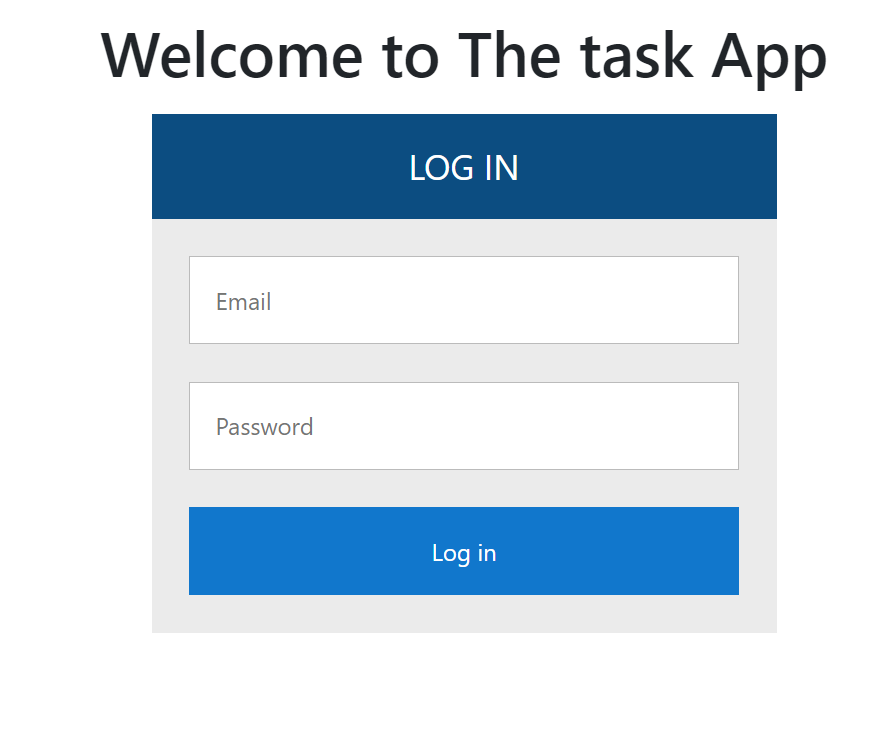 Welcome to The task App
LOG IN
Email
Password
Log in